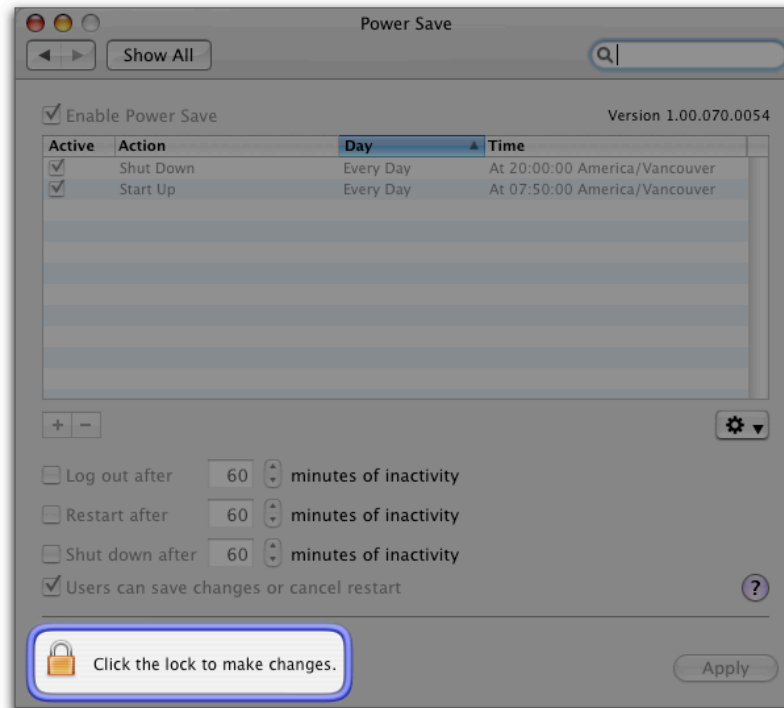 Power Save
Show All
Enable Power Save Version 1.00.070.0054
Active Action Day Time
Shut Down Every Day At 20:00:00 America/Vancouver
Start Up Every Day At 07:50:00 America/Vancouver
Log out after 60 minutes of inactivity
Restart after 60 minutes of inactivity
Shut down after 60 minutes of inactivity
Users can save changes or cancel restart ?
Click the lock to make changes. Apply